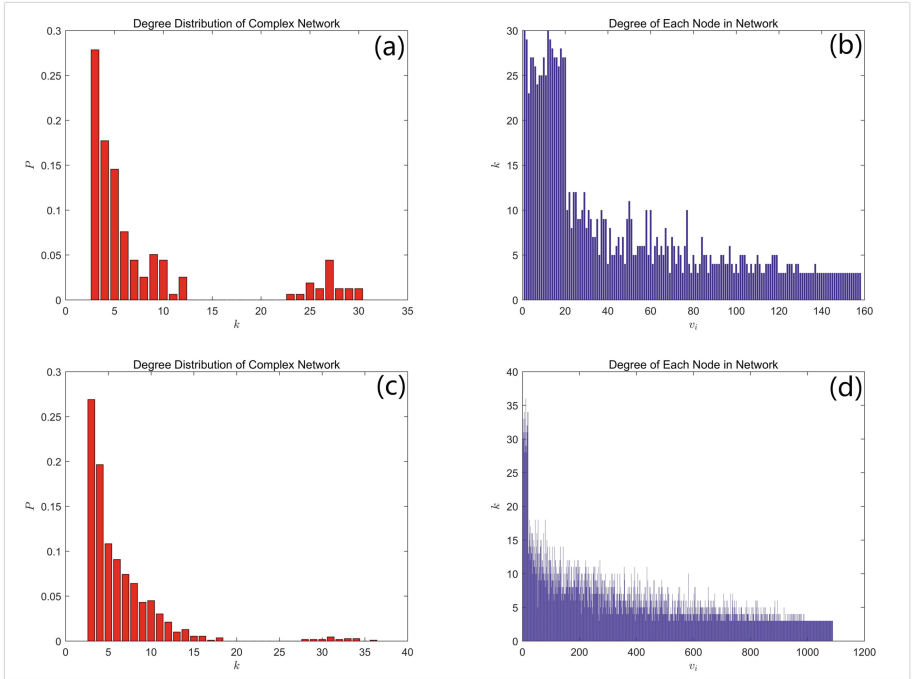 Degree Distribution of Complex Network
(a)
0.3
0.25
0.2
0.15
0.1
0.05
0
P
0 5 10 15 20 25 30 35
k
Degree of Each Node in Network
(b)
30
25
20
15
10
5
0
k
0 20 40 60 80 100 120 140 160
v_i
Degree Distribution of Complex Network
(c)
0.3
0.25
0.2
0.15
0.1
0.05
0
P
0 5 10 15 20 25 30 35 40
k
Degree of Each Node in Network
(d)
40
35
30
25
20
15
10
5
0
k
0 200 400 600 800 1000 1200
v_i